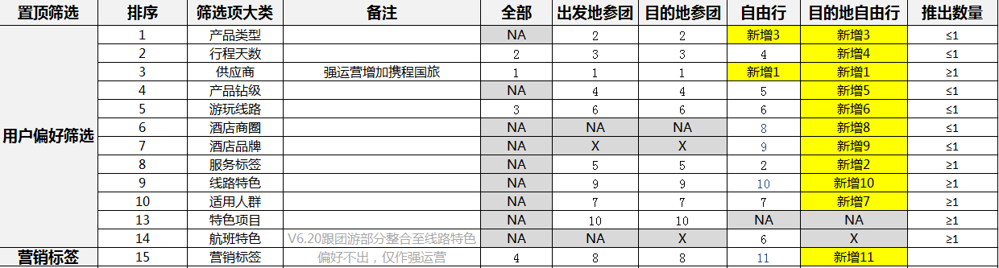 置顶筛选 排序 筛选项大类 备注 全部 出发地参团 目的地参团 自由行 目的地自由行 推出数量
1 产品类型 NA 2 2 新增3 新增3 ≤1
2 行程天数 2 3 3 4 新增4 ≤1
3 供应商 强运营增加携程国旅 1 1 1 新增1 新增1 ≥1
4 产品钻级 NA 4 4 5 新增5 ≤1
5 游玩线路 3 6 6 6 新增6 ≤1
用户偏好筛选 6 酒店商圈 NA NA NA 8 新增8 ≤1
7 酒店品牌 NA X X 9 新增9 ≤1
8 服务标签 NA 5 5 2 新增2 ≥1
9 线路特色 NA 9 9 10 新增10 ≥1
10 适用人群 NA 7 7 7 新增7 ≥1
13 特色项目 NA 10 10 NA NA ≥1
14 航班特色 V6.20跟团游部分整合至线路特色 NA NA X 6 X ≥1
营销标签 15 营销标签 偏好不出，仅作强运营 4 8 8 11 新增11